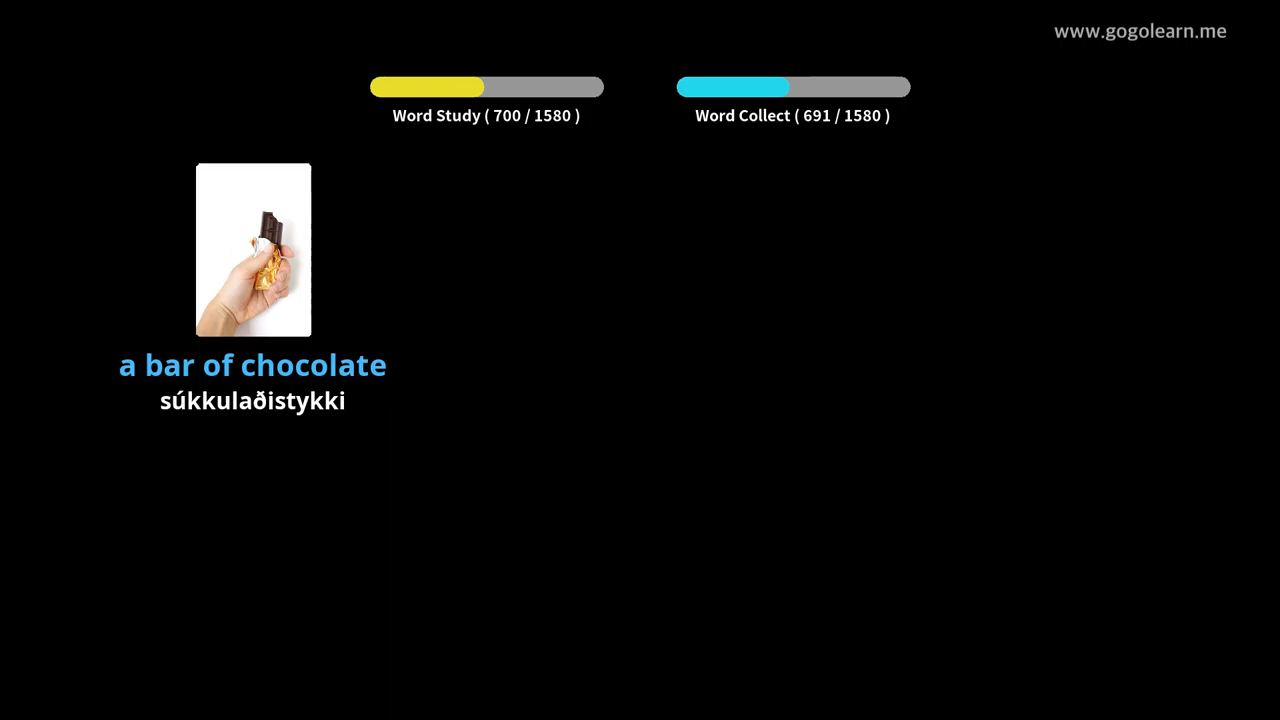 www.gogolearn.me
Word Study ( 700 / 1580 )
Word Collect ( 691 / 1580 )
a bar of chocolate
súkkulaðistykki